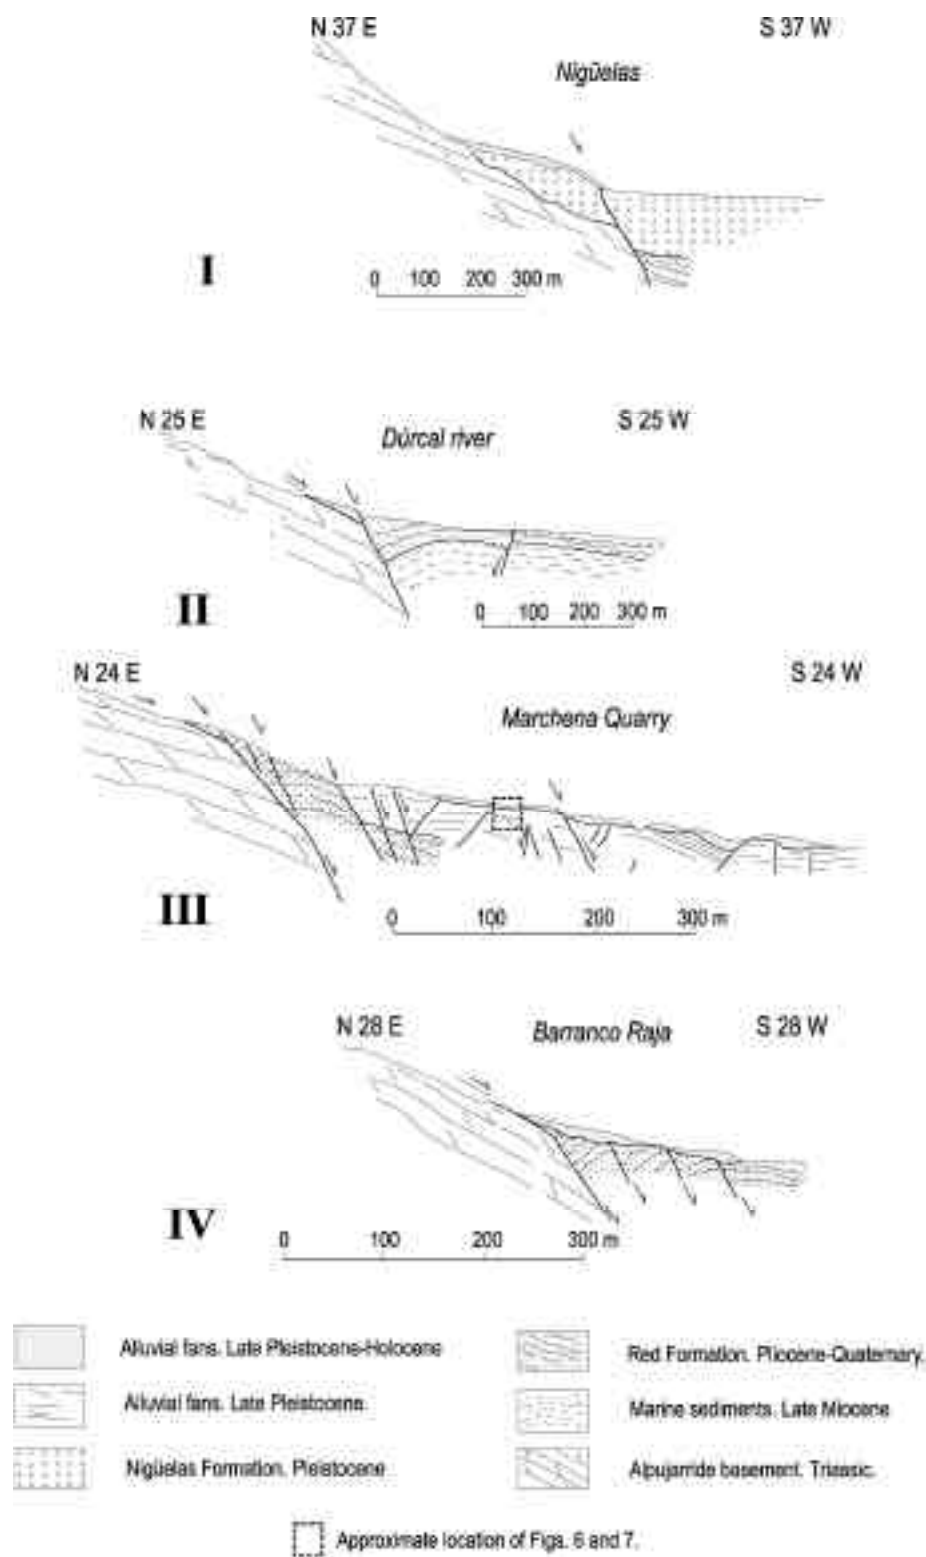 N 37 E
S 37 W
Nigüelas
I
0 100 200 300 m
N 25 E
S 25 W
Dúrcal river
II
0 100 200 300 m
N 24 E
S 24 W
Marchena Quarry
III
0 100 200 300 m
N 28 E
Barranco Raja
S 28 W
IV
0 100 200 300 m
Alluvial fans. Late Pleistocene-Holocene
Red Formation. Pliocene-Quaternary.
Alluvial fans. Late Pleistocene.
Marine sediments. Late Miocene
Nigüelas Formation. Pleistocene
Alpujarride basement. Triassic.
Approximate location of Figs. 6 and 7.